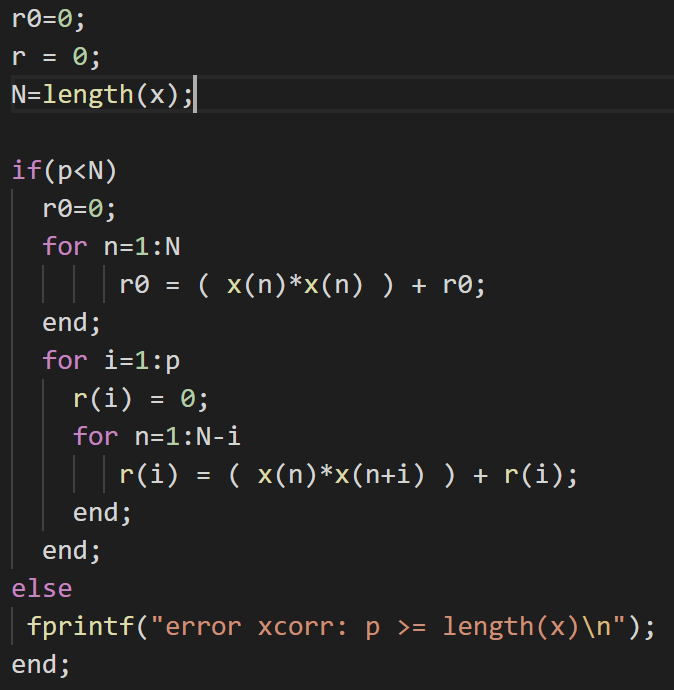 r0=0;
r = 0;
N=length(x);
if(p<N)
r0=0;
for n=1:N
r0 = ( x(n)*x(n) ) + r0;
end;
for i=1:p
r(i) = 0;
for n=1:N-i
r(i) = ( x(n)*x(n+i) ) + r(i);
end;
end;
else
fprintf("error xcorr: p >= length(x)\n");
end;